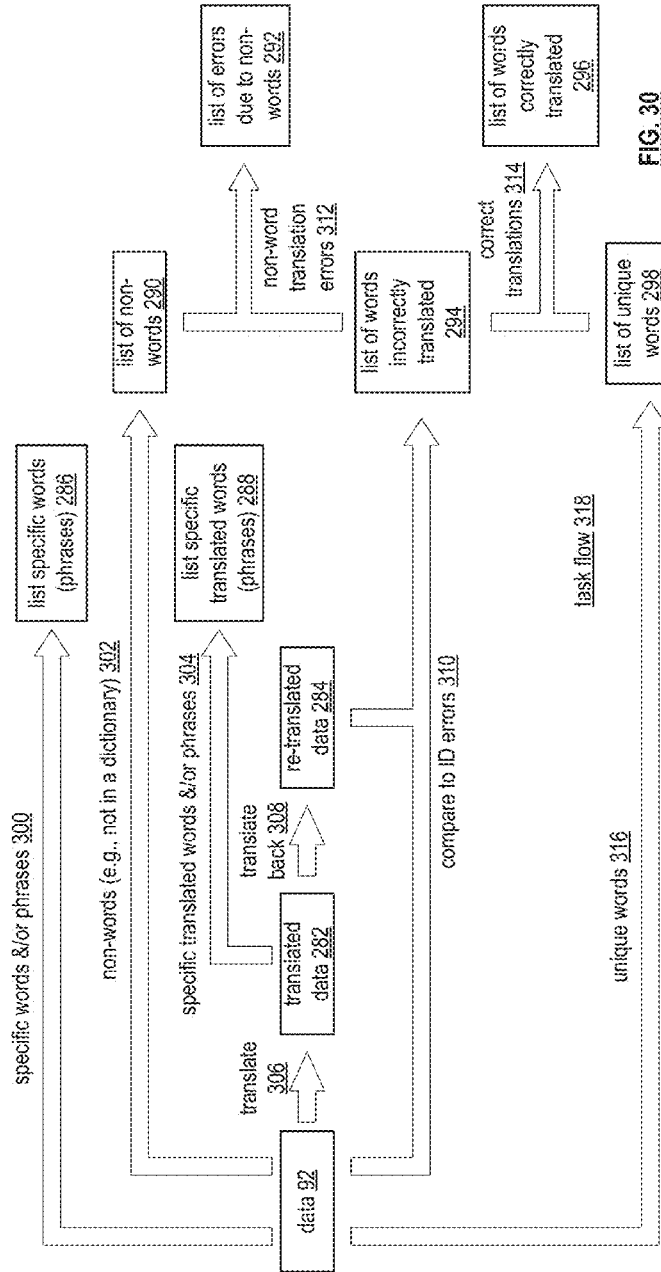 specific words &/or phrases 300
list specific words
(phrases) 286
non-words (e.g., not in a dictionary) 302
list of non-
words 290
list of errors
due to non-
words 292
specific translated words &/or phrases 304
list specific
translated words
(phrases) 288
non-word
translation
errors 312
data 92
translate
306
translated
data 282
translate
back 308
re-translated
data 284
compare to ID errors 310
list of words
incorrectly
translated
294
correct
translations 314
list of words
correctly
translated
296
unique words 316
list of unique
words 298
task flow 318
FIG. 30